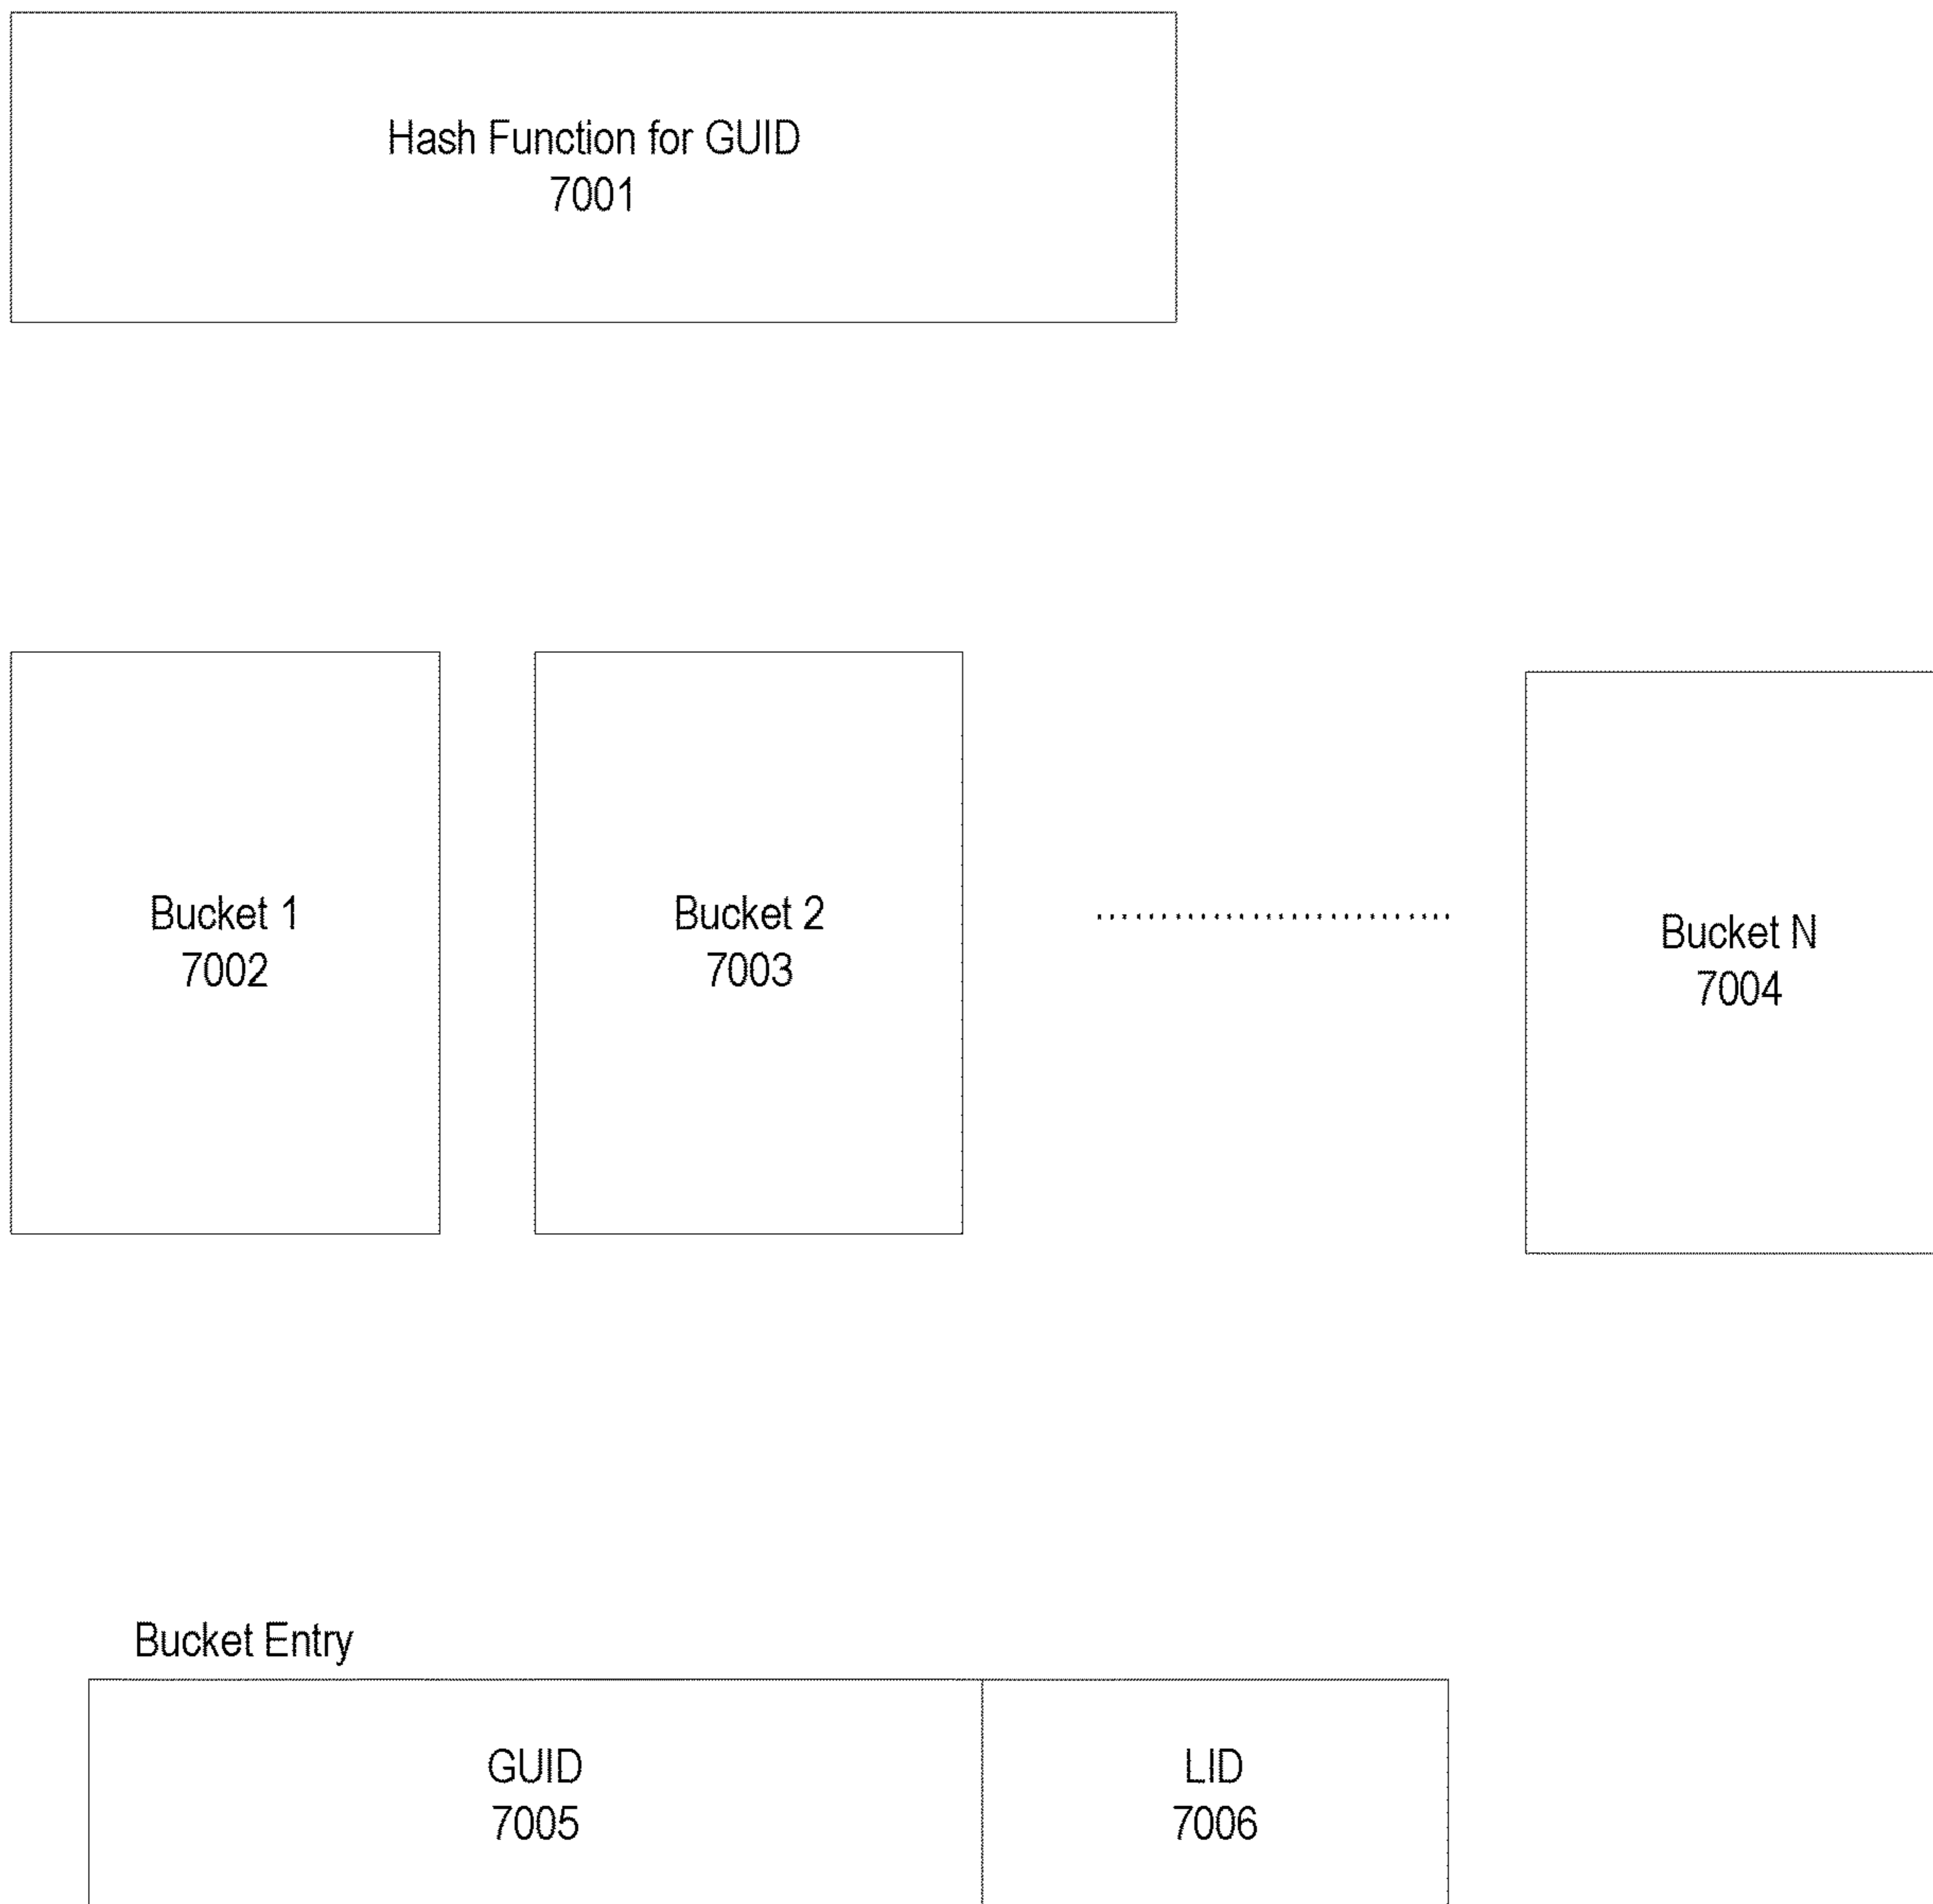 Hash Function for GUID
7001
Bucket 1
7002
Bucket 2
7003
Bucket N
7004
Bucket Entry
GUID
7005
LID
7006